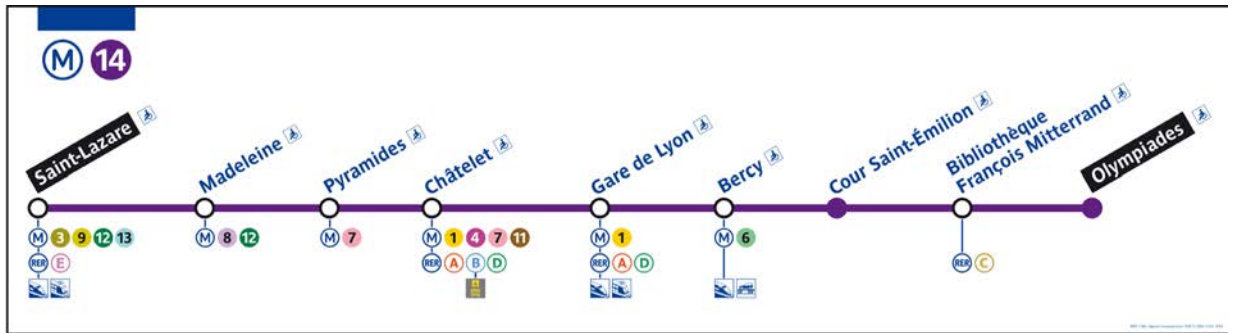 M 14
Saint-Lazare
Madeleine
Pyramides
Châtelet
Gare de Lyon
Bercy
Cour Saint-Émilion
Bibliothèque
François Mitterrand
Olympiades
M 3 9 12 13
RER E
M 8 12
M 7
M 1 4 7 11
RER A B D
M 1
RER A D
M 6
RER C